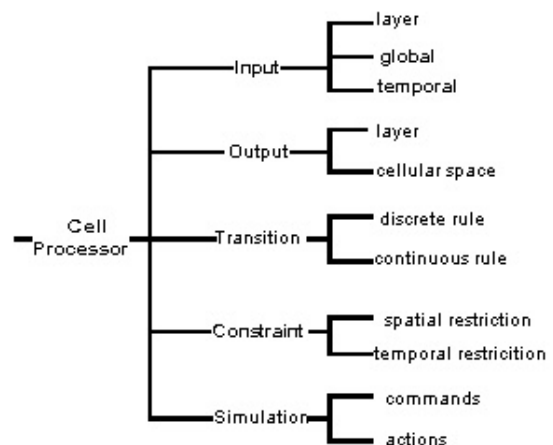 layer
Input
global
temporal
layer
Output
cellular space
Cell
Processor
Transition
discrete rule
continuous rule
Constraint
spatial restriction
temporal restricition
Simulation
commands
actions